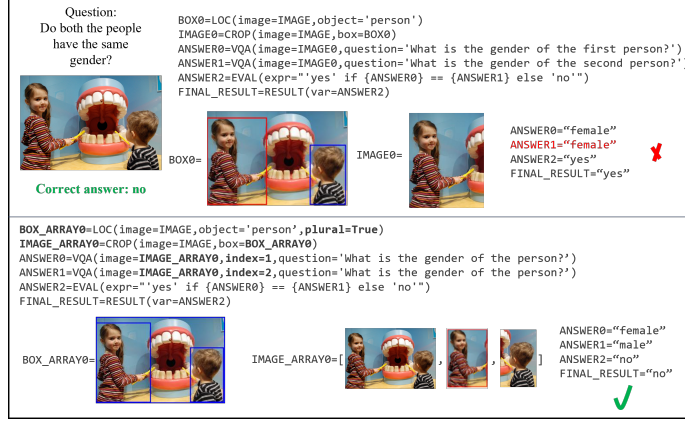 Question:
Do both the people
have the same
gender?
BOX0=LOC(image=IMAGE,object='person')
IMAGE0=CROP(image=IMAGE,box=BOX0)
ANSWER0=VQA(image=IMAGE0,question='What is the gender of the first person?')
ANSWER1=VQA(image=IMAGE0,question='What is the gender of the second person?')
ANSWER2=EVAL(expr="'yes' if {ANSWER0} == {ANSWER1} else 'no'")
FINAL_RESULT=RESULT(var=ANSWER2)
Correct answer: no
BOX0=
IMAGE0=
ANSWER0=“female”
ANSWER1=“female”
ANSWER2=“yes”
FINAL_RESULT=“yes”
BOX_ARRAY0=LOC(image=IMAGE,object='person’,plural=True)
IMAGE_ARRAY0=CROP(image=IMAGE,box=BOX_ARRAY0)
ANSWER0=VQA(image=IMAGE_ARRAY0,index=1,question='What is the gender of the person?’)
ANSWER1=VQA(image=IMAGE_ARRAY0,index=2,question='What is the gender of the person?’)
ANSWER2=EVAL(expr="'yes' if {ANSWER0} == {ANSWER1} else 'no'")
FINAL_RESULT=RESULT(var=ANSWER2)
BOX_ARRAY0=
IMAGE_ARRAY0=[ , , ]
ANSWER0=“female”
ANSWER1=“male”
ANSWER2=“no”
FINAL_RESULT=“no”